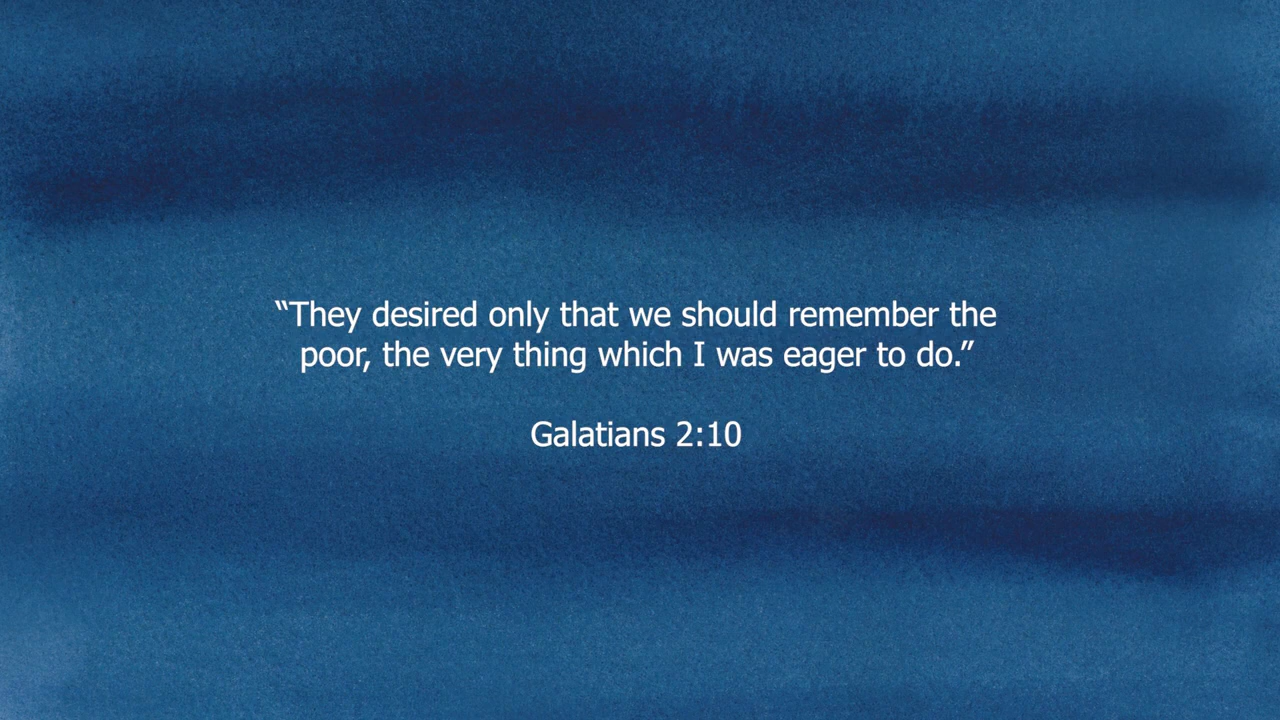 “They desired only that we should remember the
poor, the very thing which I was eager to do.”
Galatians 2:10